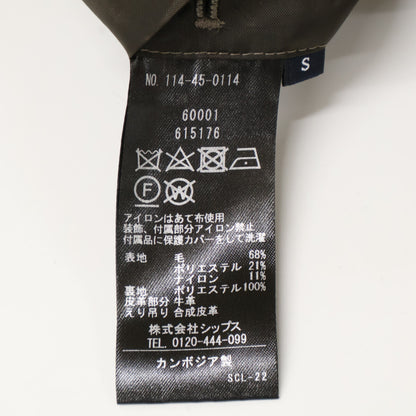 S
NO. 114-45-0114
60001
615176
F
W
アイロンはあて布使用
装飾、付属部分アイロン禁止
付属品に保護カバーをして洗濯
表地 毛 68%
ポリエステル 21%
ナイロン 11%
裏地 ポリエステル100%
皮革部分 牛革
えり吊り 合成皮革
株式会社シップス
TEL. 0120-444-099
カンボジア製
SCL-22